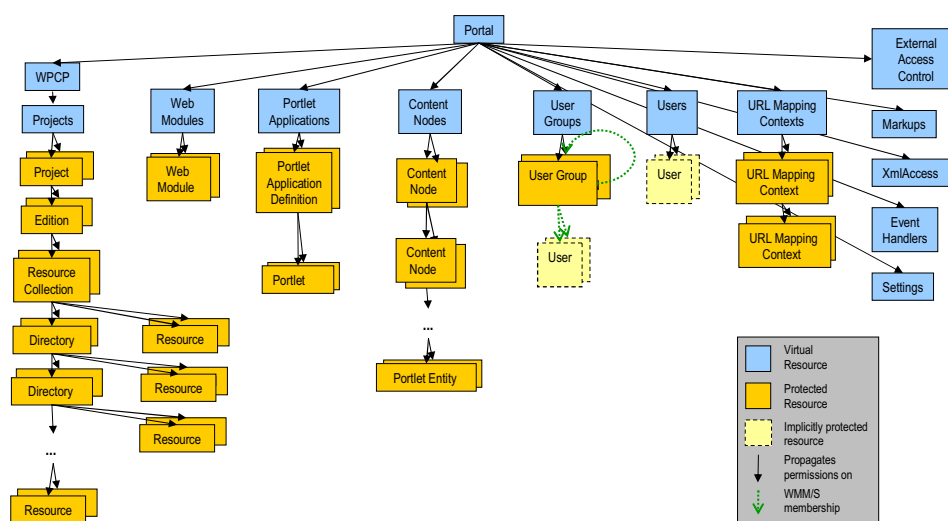 Portal
External
Access
Control
WPCP
Web
Modules
Portlet
Applications
Content
Nodes
User
Groups
Users
URL Mapping
Contexts
Markups
Projects
XmlAccess
Project
Web
Module
Portlet
Application
Definition
Content
Node
User Group
User
URL Mapping
Context
Edition
Event
Handlers
Resource
Collection
Portlet
Content
Node
User
URL Mapping
Context
Settings
Directory
Resource
...
Directory
Resource
Portlet Entity
Resource
...
Resource
Virtual
Resource
Protected
Resource
Implicitly protected
resource
Propagates
permissions on
WMM/S
membership